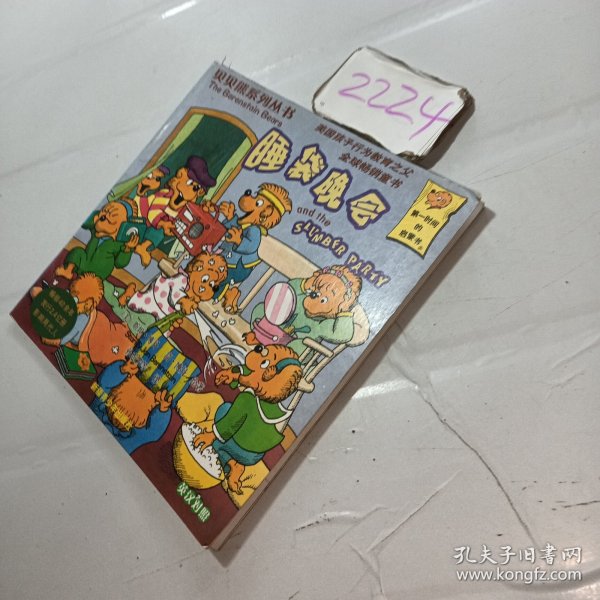 2224
贝贝熊系列丛书
The Berenstain Bears
美国孩子行为教育之父
全球畅销童书
睡袋晚会
and the
SLUMBER PARTY
第一时间
的
启蒙书
英汉对照
孔夫子旧书网
www.kongfz.com